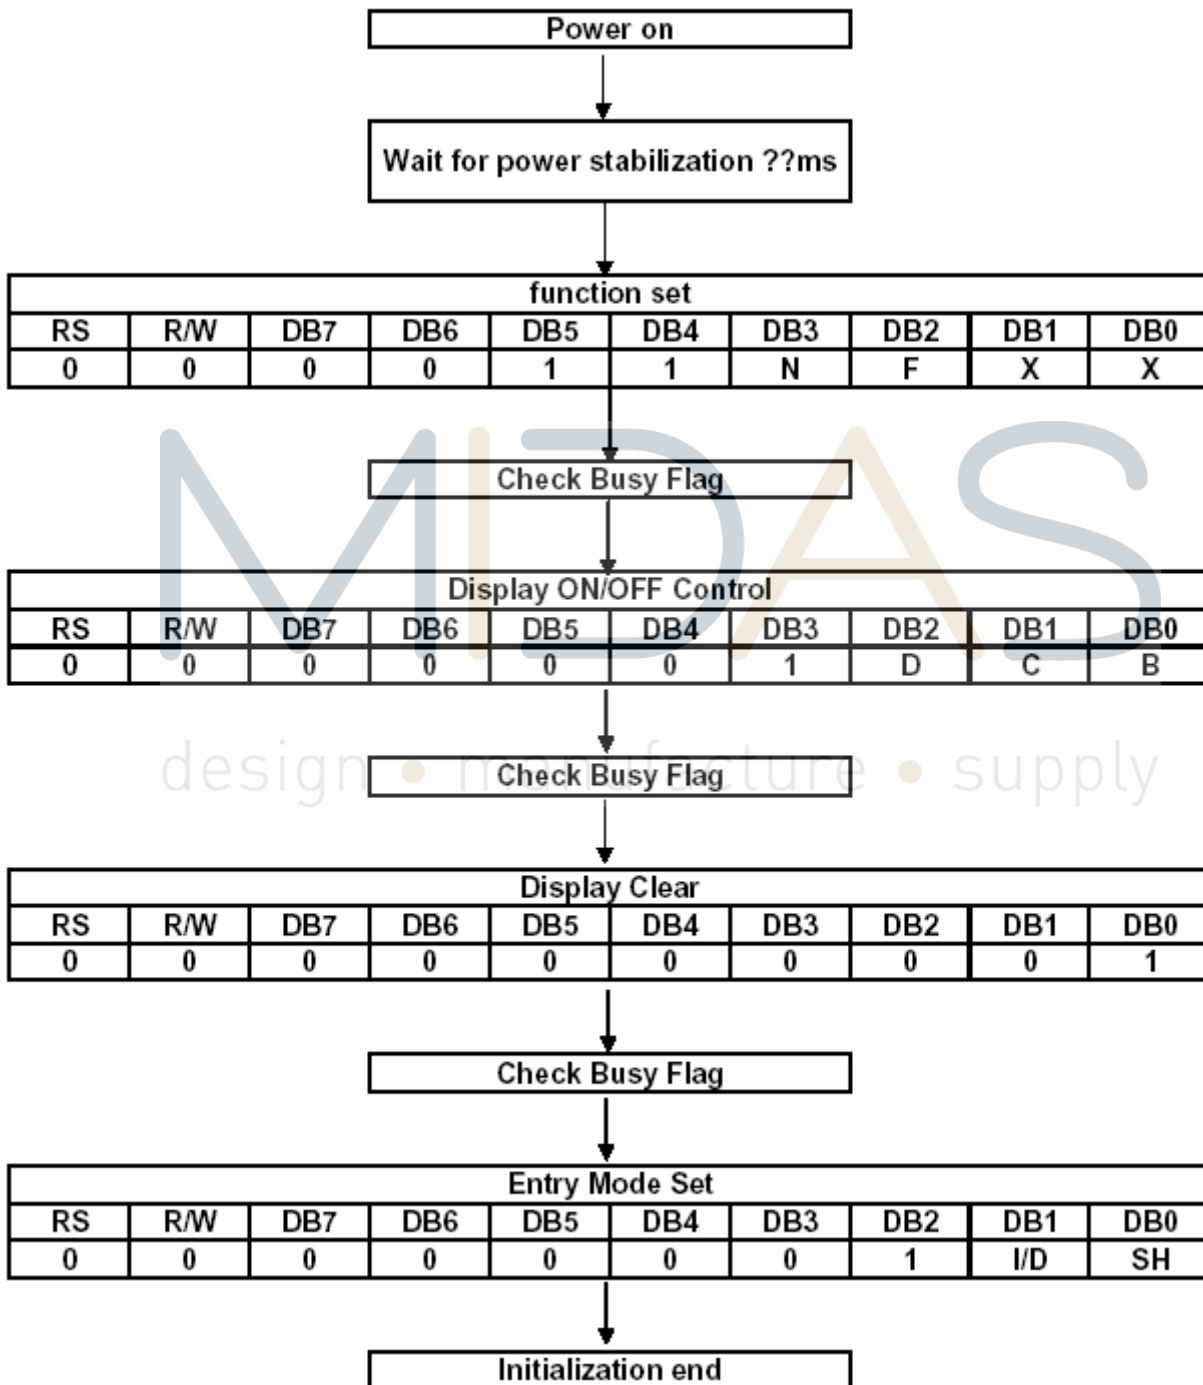 Power on
Wait for power stabilization ??ms
function set
RS R/W DB7 DB6 DB5 DB4 DB3 DB2 DB1 DB0
0 0 0 0 1 1 N F X X
Check Busy Flag
Display ON/OFF Control
RS R/W DB7 DB6 DB5 DB4 DB3 DB2 DB1 DB0
0 0 0 0 0 0 1 D C B
MIDAS
design • manufacture • supply
Check Busy Flag
Display Clear
RS R/W DB7 DB6 DB5 DB4 DB3 DB2 DB1 DB0
0 0 0 0 0 0 0 0 0 1
Check Busy Flag
Entry Mode Set
RS R/W DB7 DB6 DB5 DB4 DB3 DB2 DB1 DB0
0 0 0 0 0 0 0 1 I/D SH
Initialization end